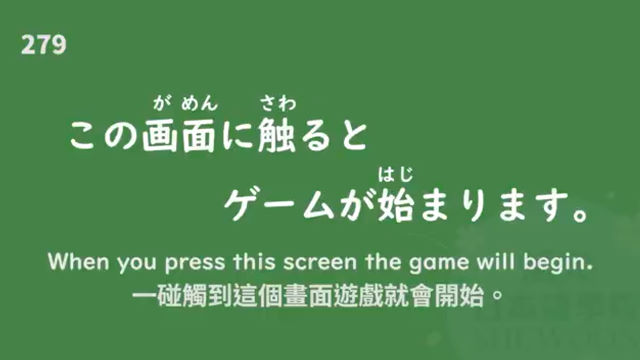 279
が めん さわ
この画面に触ると
はじ
ゲームが始まります。
When you press this screen the game will begin.
一碰觸到這個畫面遊戲就會開始。